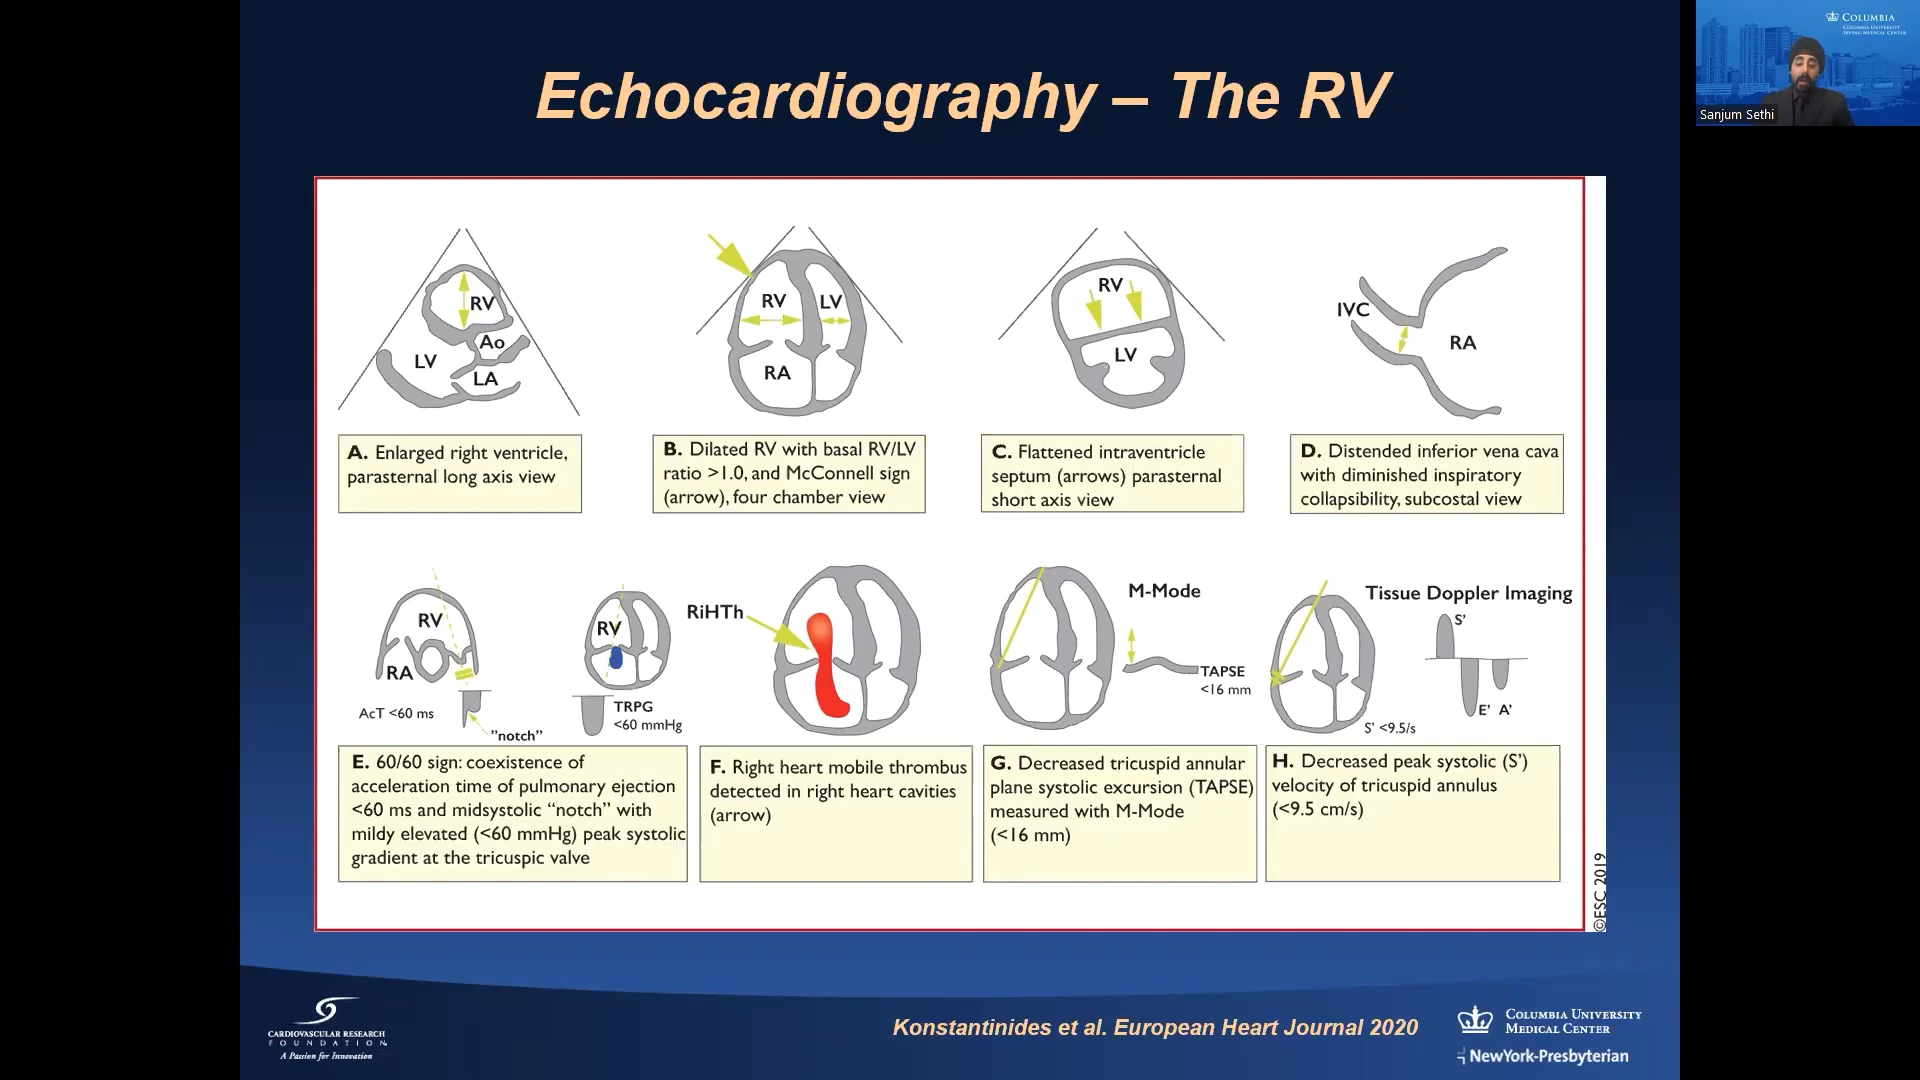 Echocardiography – The RV
COLUMBIA
COLUMBIA UNIVERSITY
IRVING MEDICAL CENTER
Sanjum Sethi
RV
Ao
LV
LA
RV
LV
RA
RV
LV
IVC
RA
A. Enlarged right ventricle,
parasternal long axis view
B. Dilated RV with basal RV/LV
ratio >1.0, and McConnell sign
(arrow), four chamber view
C. Flattened intraventricle
septum (arrows) parasternal
short axis view
D. Distended inferior vena cava
with diminished inspiratory
collapsibility, subcostal view
RV
RA
AcT <60 ms
"notch"
RV
TRPG
<60 mmHg
RiHTh
M-Mode
TAPSE
<16 mm
Tissue Doppler Imaging
S'
E' A'
S' <9.5/s
E. 60/60 sign: coexistence of
acceleration time of pulmonary ejection
<60 ms and midsystolic “notch” with
mildy elevated (<60 mmHg) peak systolic
gradient at the tricuspic valve
F. Right heart mobile thrombus
detected in right heart cavities
(arrow)
G. Decreased tricuspid annular
plane systolic excursion (TAPSE)
measured with M-Mode
(<16 mm)
H. Decreased peak systolic (S’)
velocity of tricuspid annulus
(<9.5 cm/s)
©ESC 2019
CARDIOVASCULAR RESEARCH
FOUNDATION
A Passion for Innovation
Konstantinides et al. European Heart Journal 2020
COLUMBIA UNIVERSITY
MEDICAL CENTER
NewYork-Presbyterian